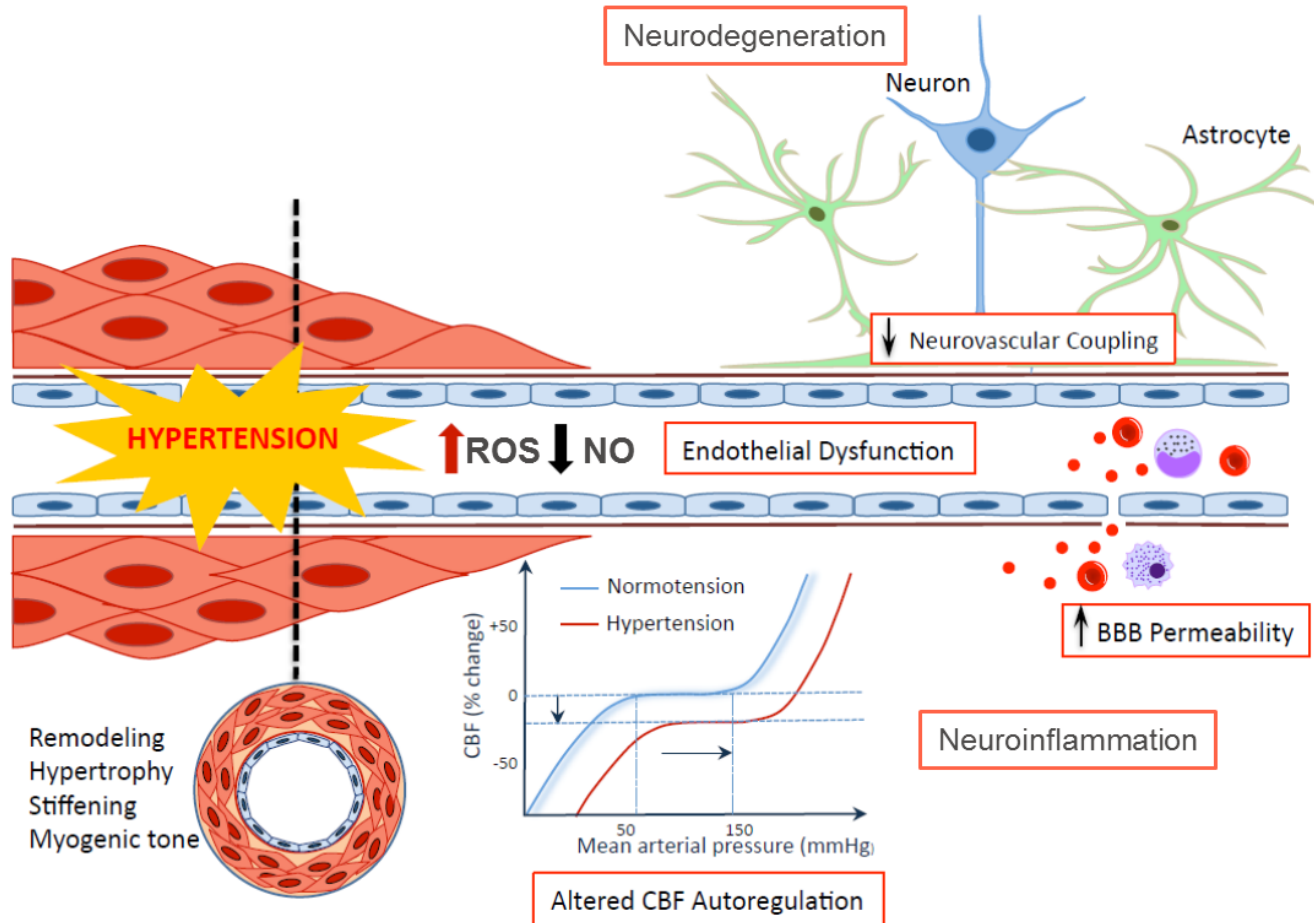 Neurodegeneration
Neuron
Astrocyte
Neurovascular Coupling
HYPERTENSION
ROS NO
Endothelial Dysfunction
BBB Permeability
Neuroinflammation
Remodeling
Hypertrophy
Stiffening
Myogenic tone
Normotension
Hypertension
CBF (% change)
+50
0
-50
50
150
Mean arterial pressure (mmHg)
Altered CBF Autoregulation